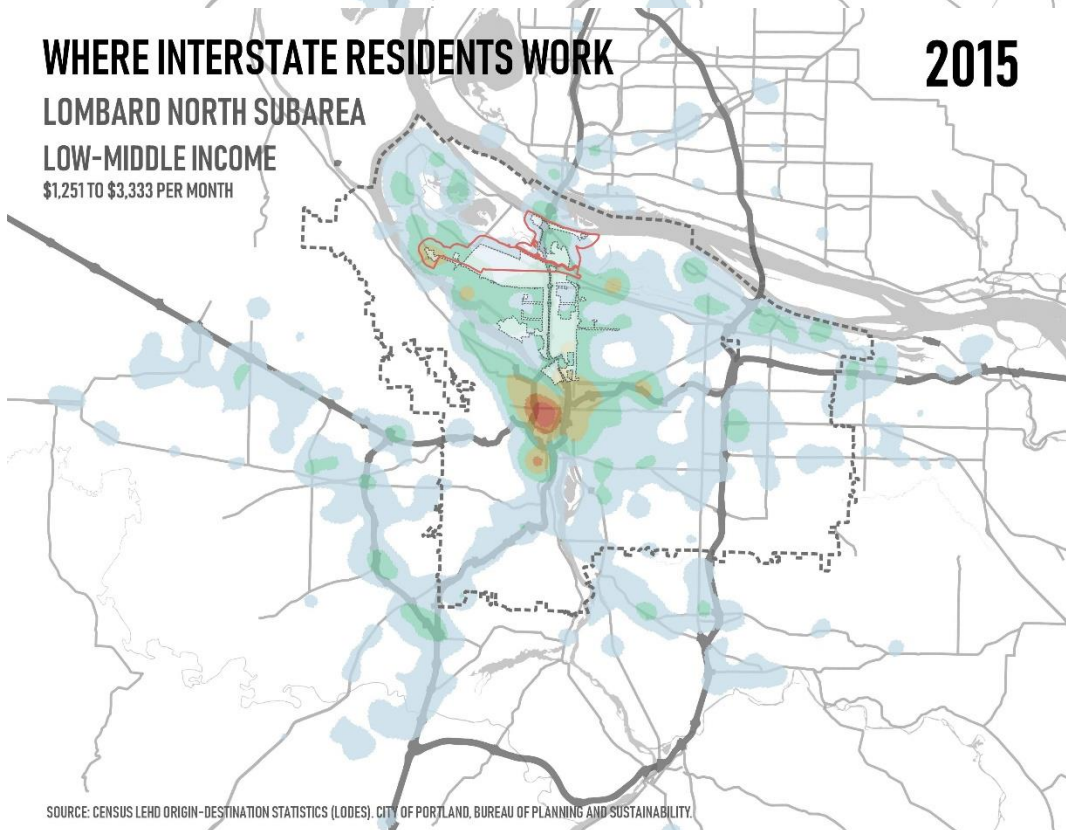 WHERE INTERSTATE RESIDENTS WORK
2015
LOMBARD NORTH SUBAREA
LOW-MIDDLE INCOME
$1,251 TO $3,333 PER MONTH
SOURCE: CENSUS LEHD ORIGIN-DESTINATION STATISTICS (LODES). CITY OF PORTLAND, BUREAU OF PLANNING AND SUSTAINABILITY.